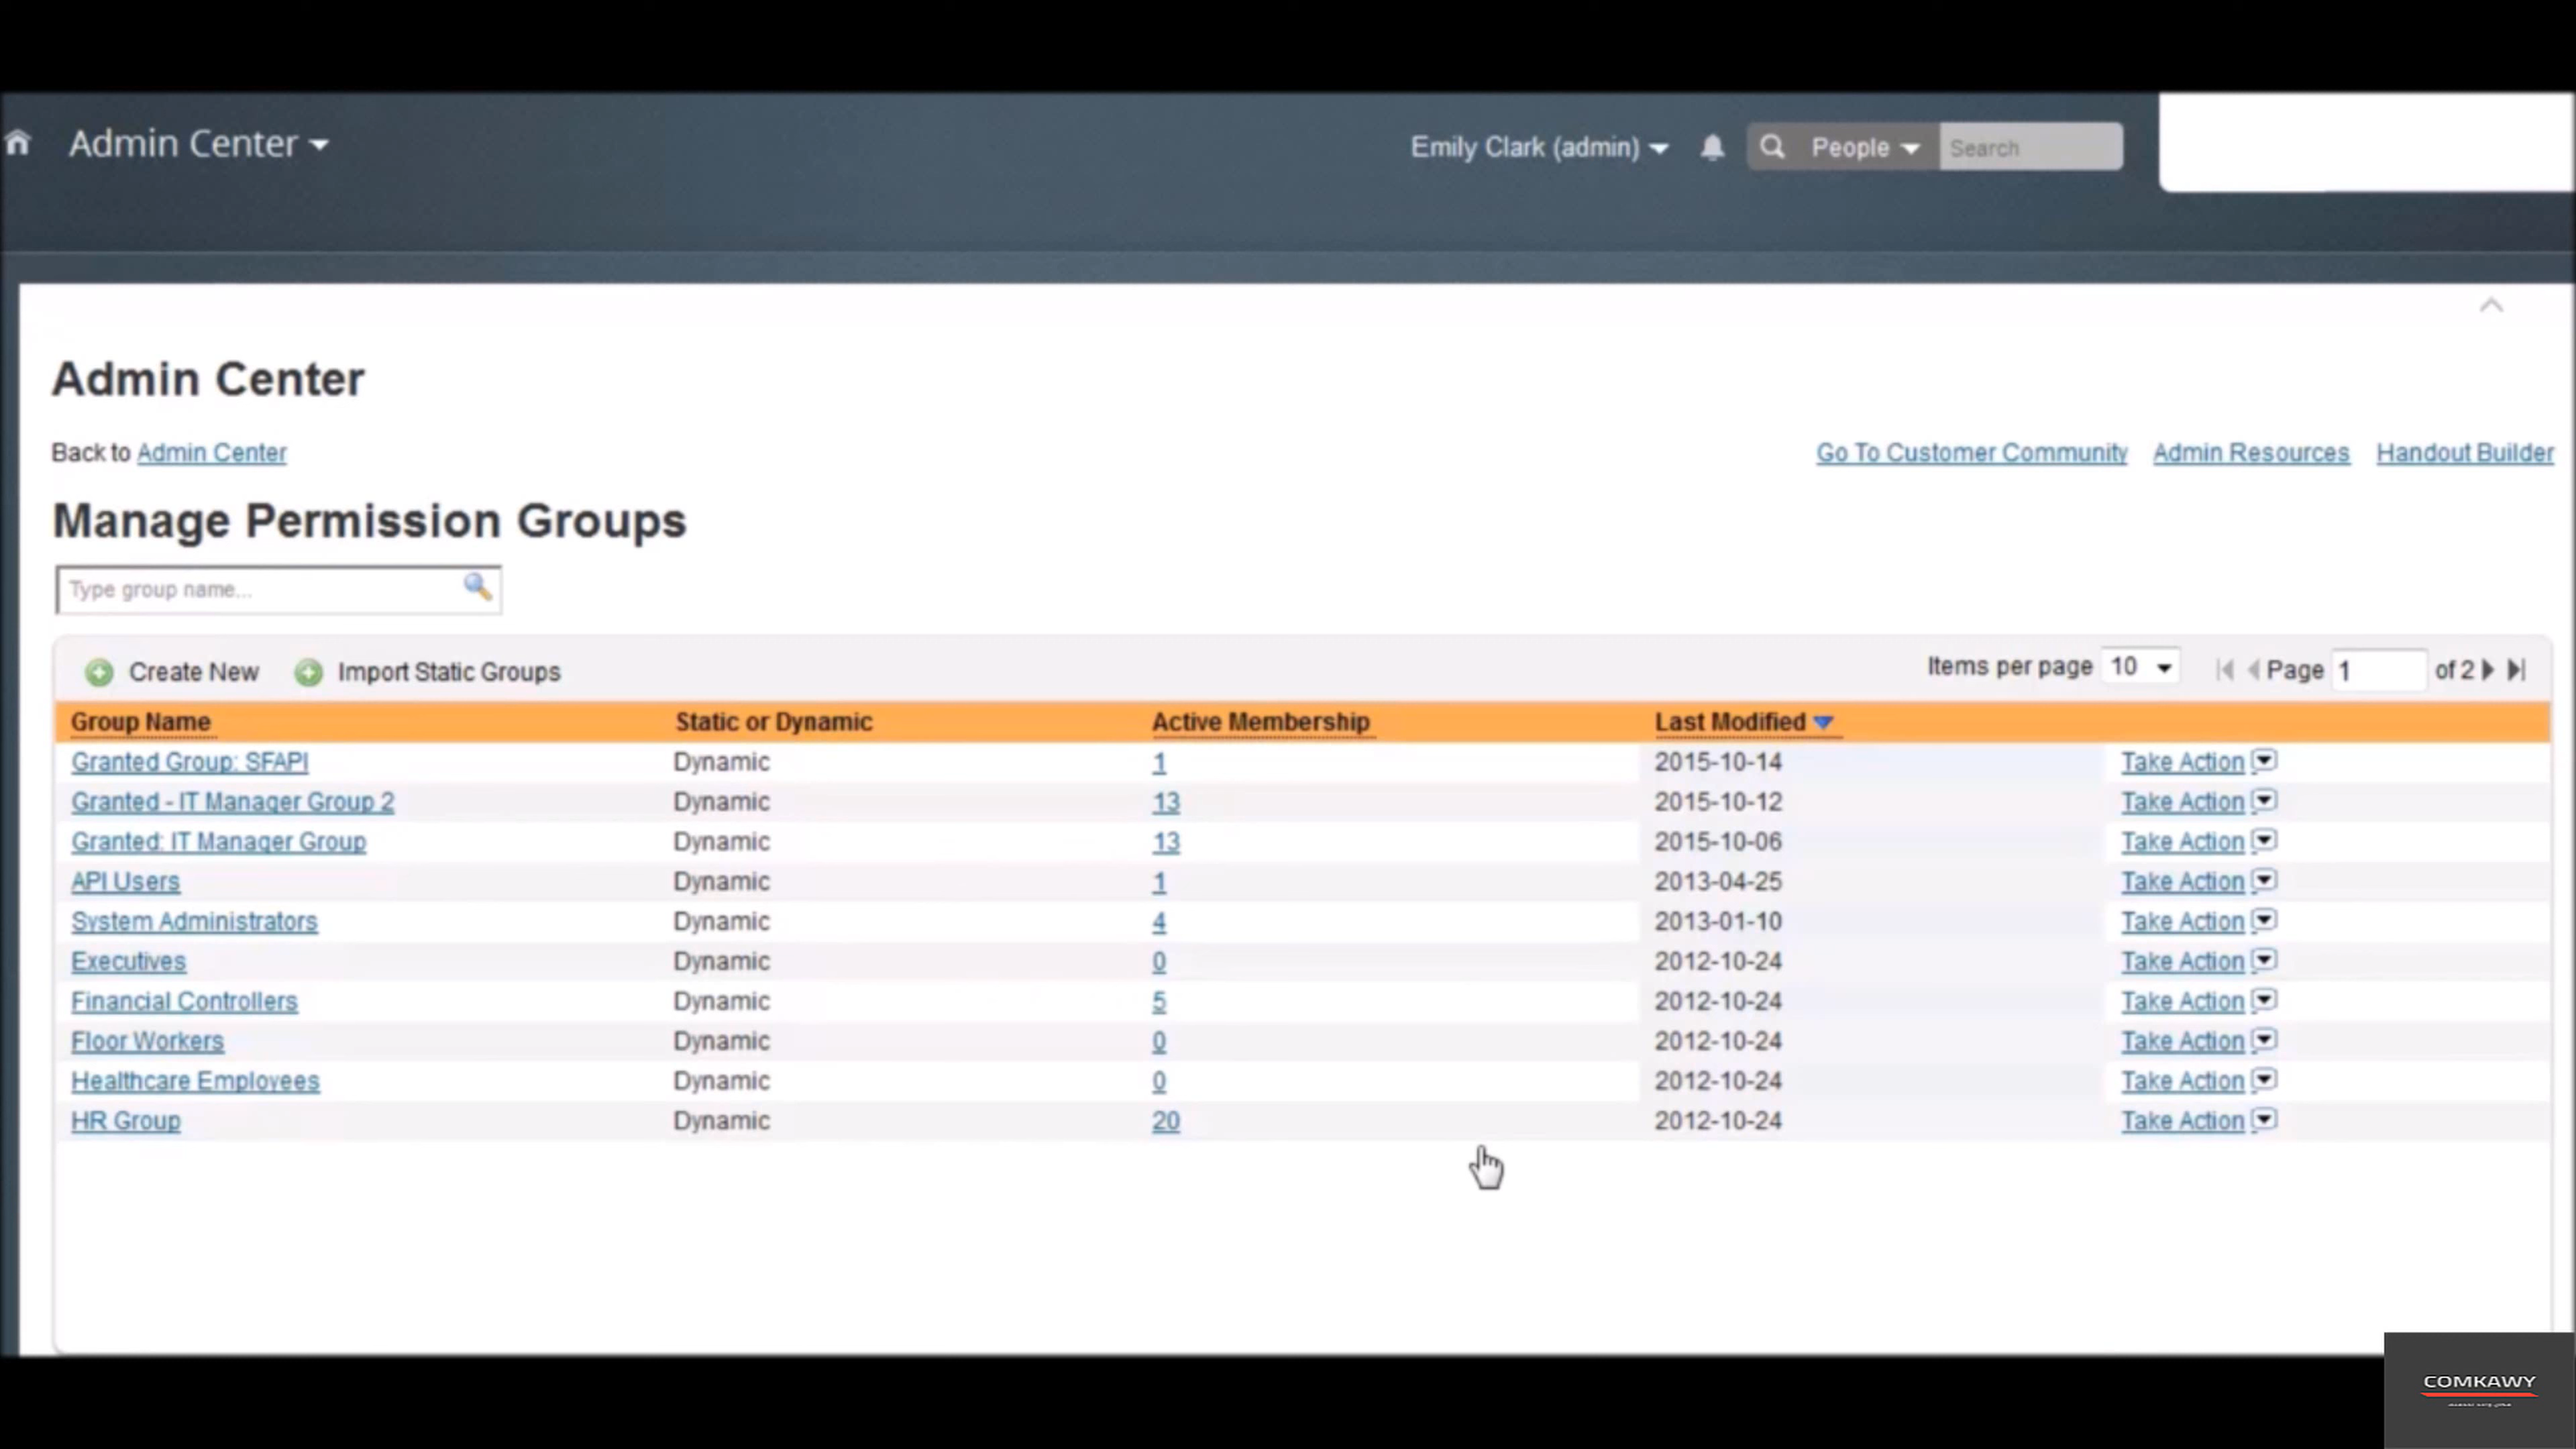 Admin Center
Emily Clark (admin)
People
Search
Admin Center
Back to Admin Center
Go To Customer Community Admin Resources Handout Builder
Manage Permission Groups
Type group name...
Create New Import Static Groups
Items per page 10 Page 1 of 2
Group Name Static or Dynamic Active Membership Last Modified
Granted Group: SFAPI Dynamic 1 2015-10-14 Take Action
Granted - IT Manager Group 2 Dynamic 13 2015-10-12 Take Action
Granted: IT Manager Group Dynamic 13 2015-10-06 Take Action
API Users Dynamic 1 2013-04-25 Take Action
System Administrators Dynamic 4 2013-01-10 Take Action
Executives Dynamic 0 2012-10-24 Take Action
Financial Controllers Dynamic 5 2012-10-24 Take Action
Floor Workers Dynamic 0 2012-10-24 Take Action
Healthcare Employees Dynamic 0 2012-10-24 Take Action
HR Group Dynamic 20 2012-10-24 Take Action
COMKAWY